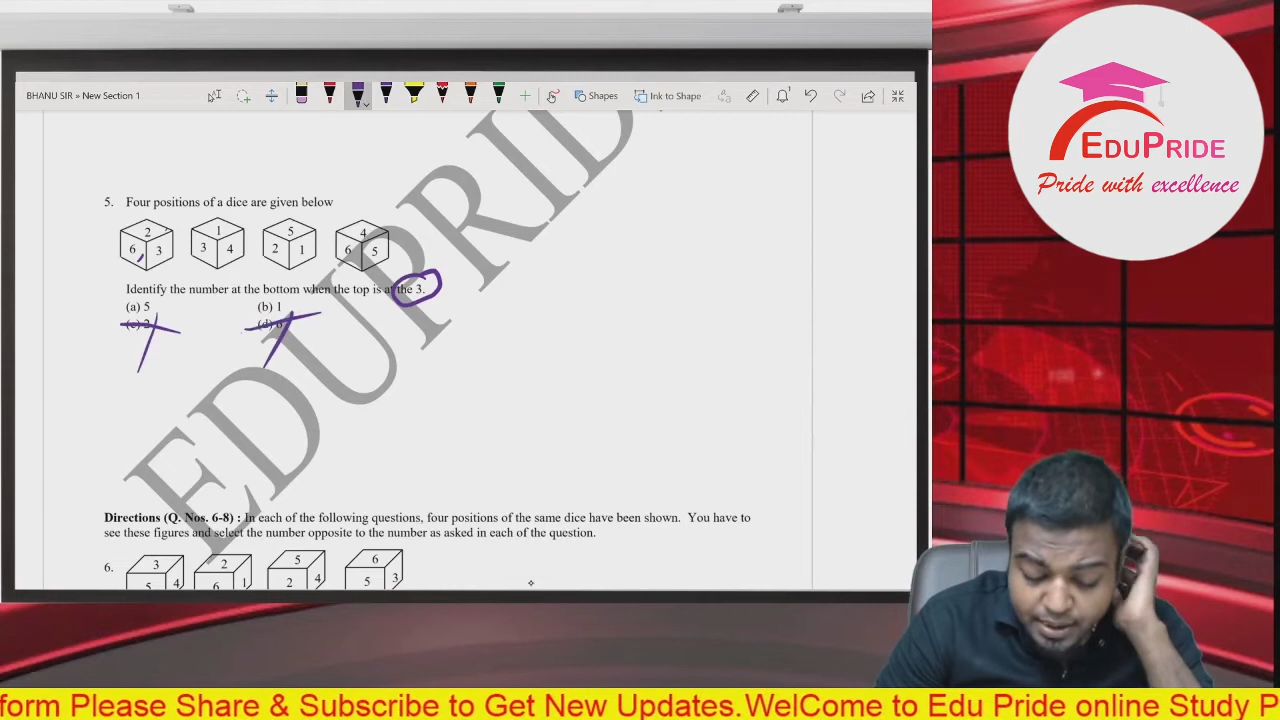 BHANU SIR » New Section 1
Shapes
Ink to Shape
EDUPRIDE
Pride with excellence
EDUPRID
5. Four positions of a dice are given below
2 6 3
1 3 4
5 2 1
4 6 5
Identify the number at the bottom when the top is at the 3.
(a) 5 (b) 1
(c) 2 (d) 6
Directions (Q. Nos. 6-8) : In each of the following questions, four positions of the same dice have been shown. You have to
see these figures and select the number opposite to the number as asked in each of the question.
6.
3 5 4
2 6 1
5 2 4
6 5 3
form Please Share & Subscribe to Get New Updates.WelCome to Edu Pride online Study P